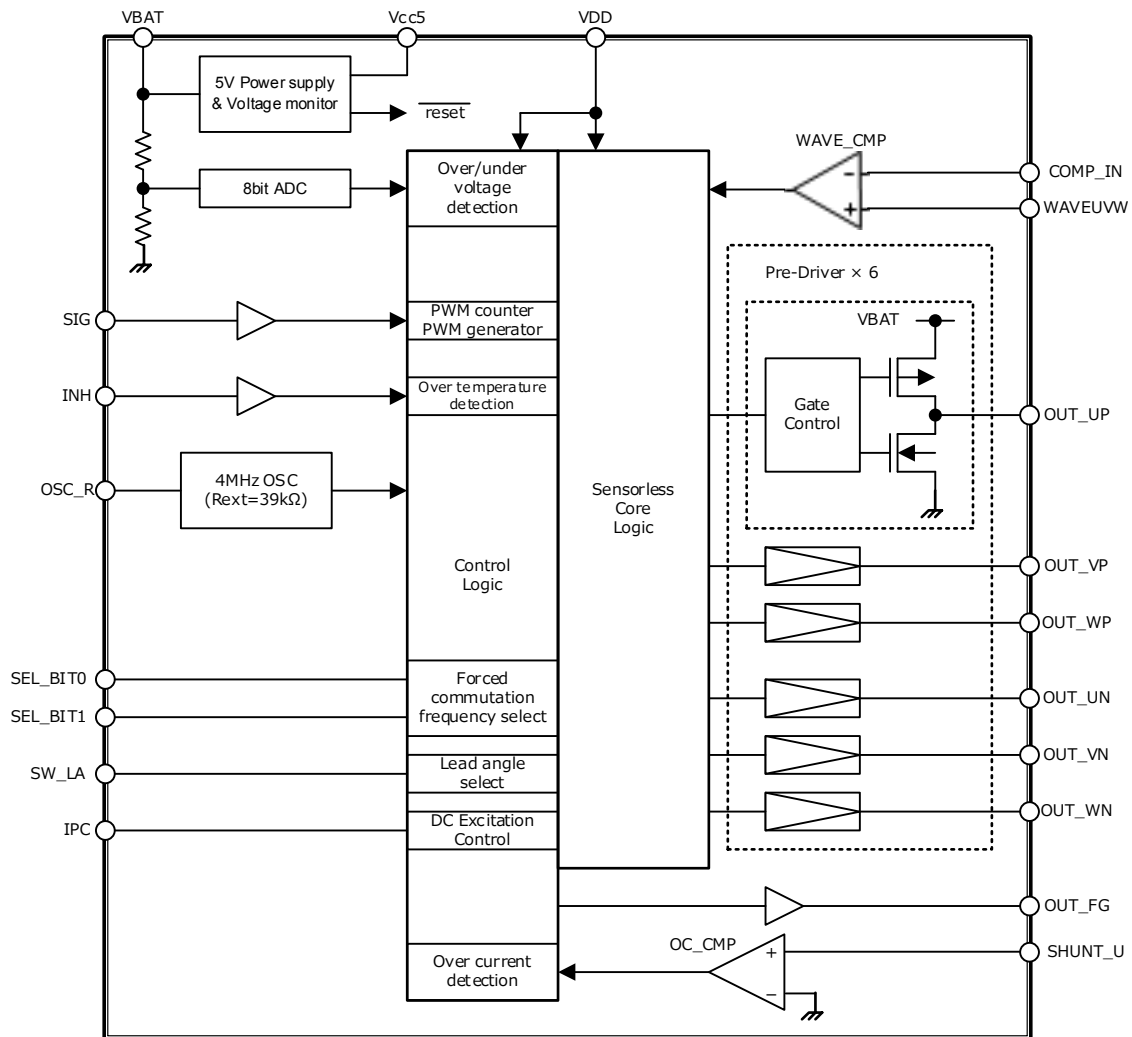 VBAT
Vcc5
VDD
5V Power supply
& Voltage monitor
reset
WAVE_CMP
COMP_IN
WAVEUVW
-
+
8bit ADC
Over/under
voltage
detection
Pre-Driver × 6
VBAT
SIG
PWM counter
PWM generator
INH
Over temperature
detection
Gate
Control
OUT_UP
OSC_R
4MHz OSC
(Rext=39kΩ)
Sensorless
Core
Logic
Control
Logic
OUT_VP
OUT_WP
SEL_BIT0
SEL_BIT1
Forced
commutation
frequency select
OUT_UN
SW_LA
Lead angle
select
OUT_VN
IPC
DC Excitation
Control
OUT_WN
OUT_FG
OC_CMP
+
-
SHUNT_U
Over current
detection